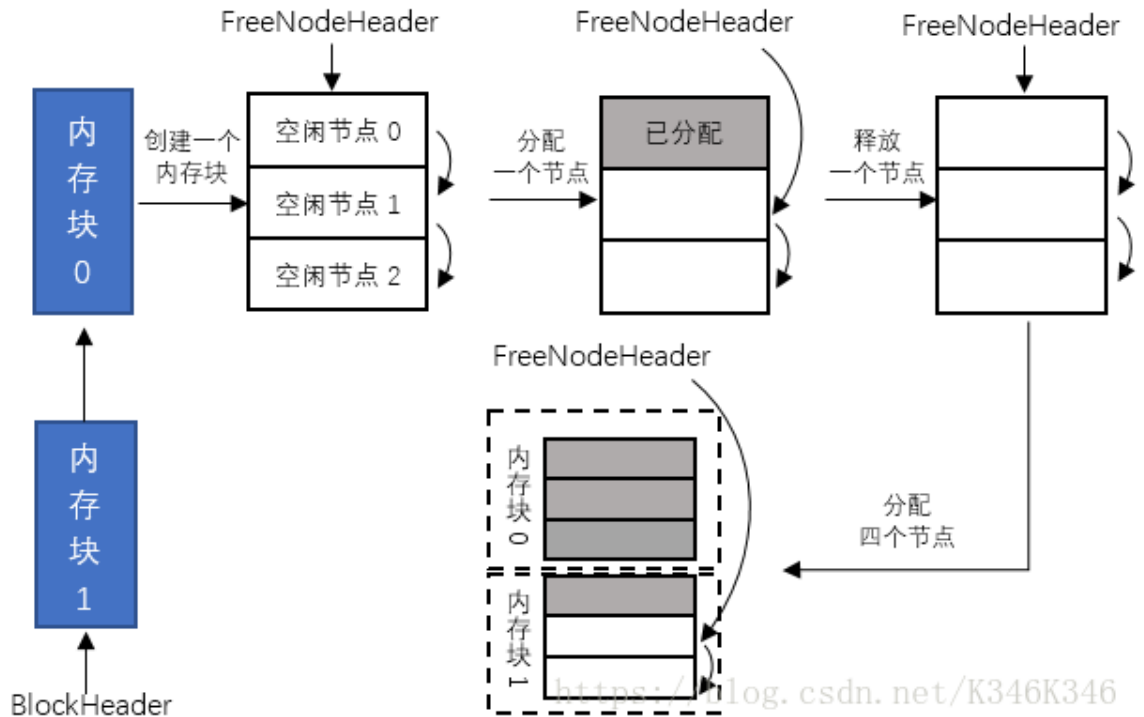 FreeNodeHeader
FreeNodeHeader
FreeNodeHeader
内
存
块
0
创建一个
内存块
空闲节点 0
空闲节点 1
空闲节点 2
分配
一个节点
已分配
释放
一个节点
FreeNodeHeader
内
存
块
1
BlockHeader
内
存
块
0
内
存
块
1
分配
四个节点
https://blog.csdn.net/K346K346